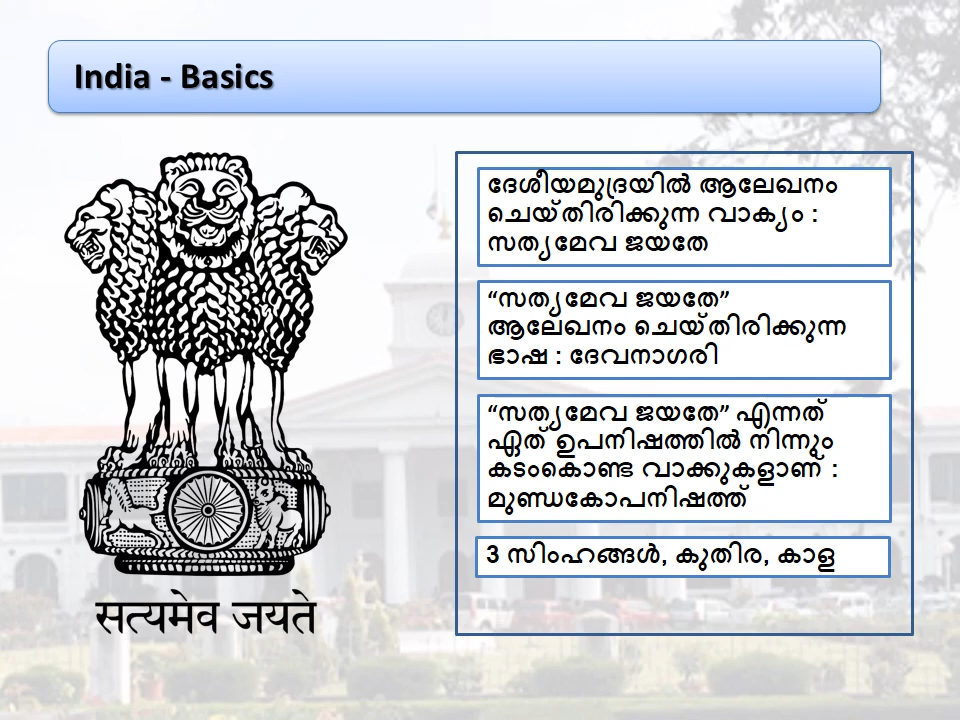 India - Basics
ദേശീയമുദ്രയിൽ ആലേഖനം
ചെയ്തിരിക്കുന്ന വാക്യം :
സത്യമേവ ജയതേ
“സത്യമേവ ജയതേ”
ആലേഖനം ചെയ്തിരിക്കുന്ന
ഭാഷ : ദേവനാഗരി
“സത്യമേവ ജയതേ” എന്നത്
ഏത് ഉപനിഷത്തിൽ നിന്നും
കടംകൊണ്ട വാക്കുകളാണ് :
മുണ്ഡകോപനിഷത്ത്
3 സിംഹങ്ങൾ, കുതിര, കാള
सत्यमेव जयते